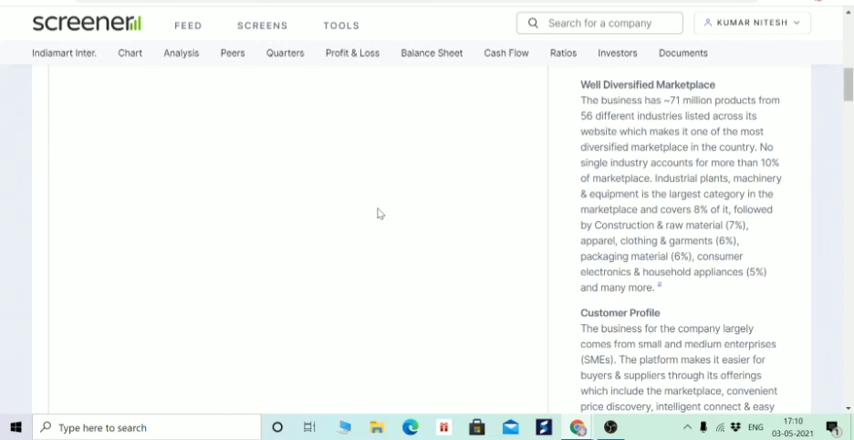 screener
FEED
SCREENS
TOOLS
Search for a company
KUMAR NITESH
Indiamart Inter.
Chart
Analysis
Peers
Quarters
Profit & Loss
Balance Sheet
Cash Flow
Ratios
Investors
Documents
Well Diversified Marketplace
The business has ~71 million products from
56 different industries listed across its
website which makes it one of the most
diversified marketplace in the country. No
single industry accounts for more than 10%
of marketplace. Industrial plants, machinery
& equipment is the largest category in the
marketplace and covers 8% of it, followed
by Construction & raw material (7%),
apparel, clothing & garments (6%),
packaging material (6%), consumer
electronics & household appliances (5%)
and many more.
Customer Profile
The business for the company largely
comes from small and medium enterprises
(SMEs). The platform makes it easier for
buyers & suppliers through its offerings
which include the marketplace, convenient
price discovery, intelligent connect & easy
Type here to search
ENG
17:10
03-05-2021